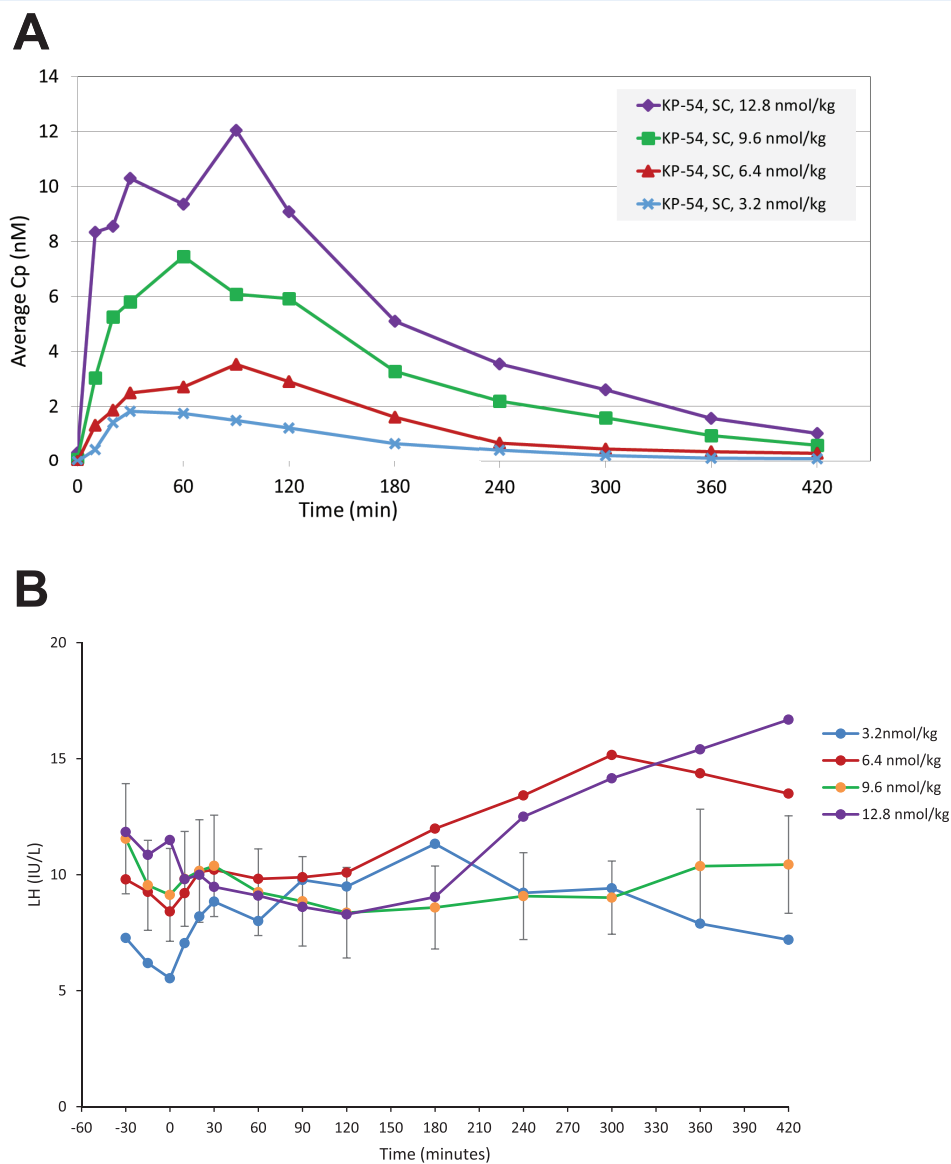 A
14
12
10
8
6
4
2
0
Average Cp (nM)
KP-54, SC, 12.8 nmol/kg
KP-54, SC, 9.6 nmol/kg
KP-54, SC, 6.4 nmol/kg
KP-54, SC, 3.2 nmol/kg
0 60 120 180 240 300 360 420
Time (min)
B
20
15
10
5
0
LH (IU/L)
3.2nmol/kg
6.4 nmol/kg
9.6 nmol/kg
12.8 nmol/kg
-60 -30 0 30 60 90 120 150 180 210 240 270 300 330 360 390 420
Time (minutes)